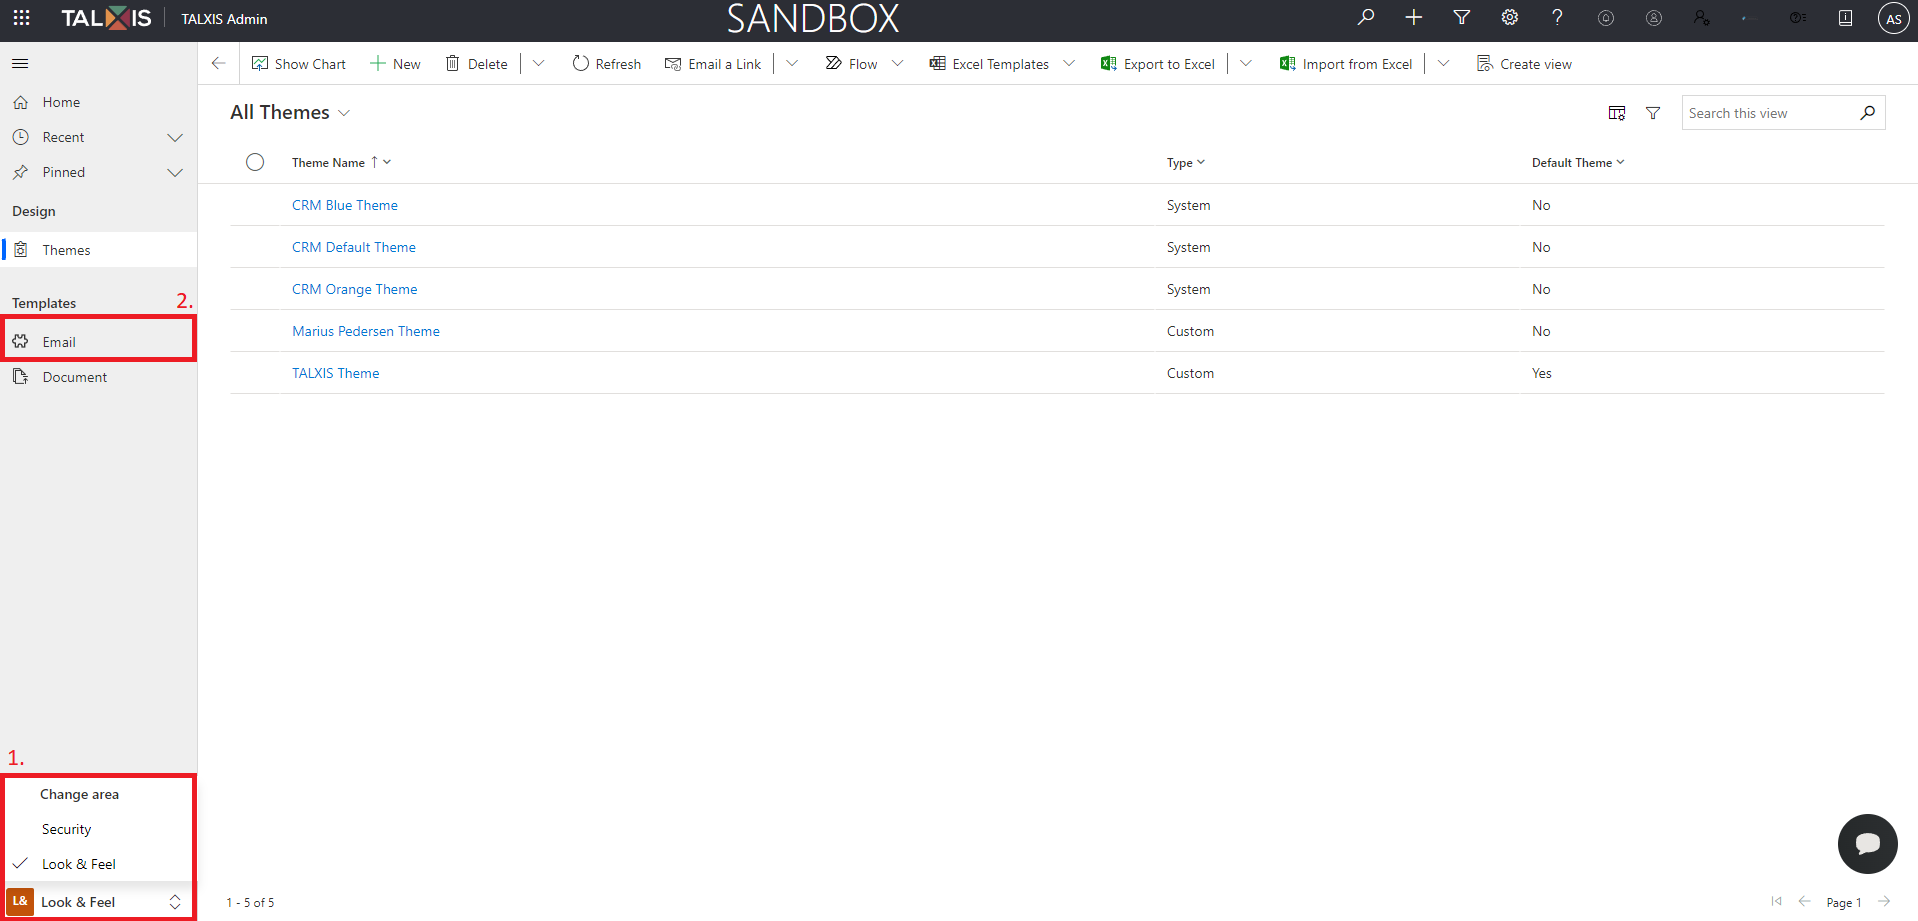 TALXIS TALXIS Admin SANDBOX AS
Show Chart New Delete Refresh Email a Link Flow Excel Templates Export to Excel Import from Excel Create view
Home
Recent
Pinned
Design
Themes
Templates 2.
Email
Document
1.
Change area
Security
Look & Feel
L& Look & Feel
All Themes
Search this view
Theme Name Type Default Theme
CRM Blue Theme System No
CRM Default Theme System No
CRM Orange Theme System No
Marius Pedersen Theme Custom No
TALXIS Theme Custom Yes
1 - 5 of 5 Page 1